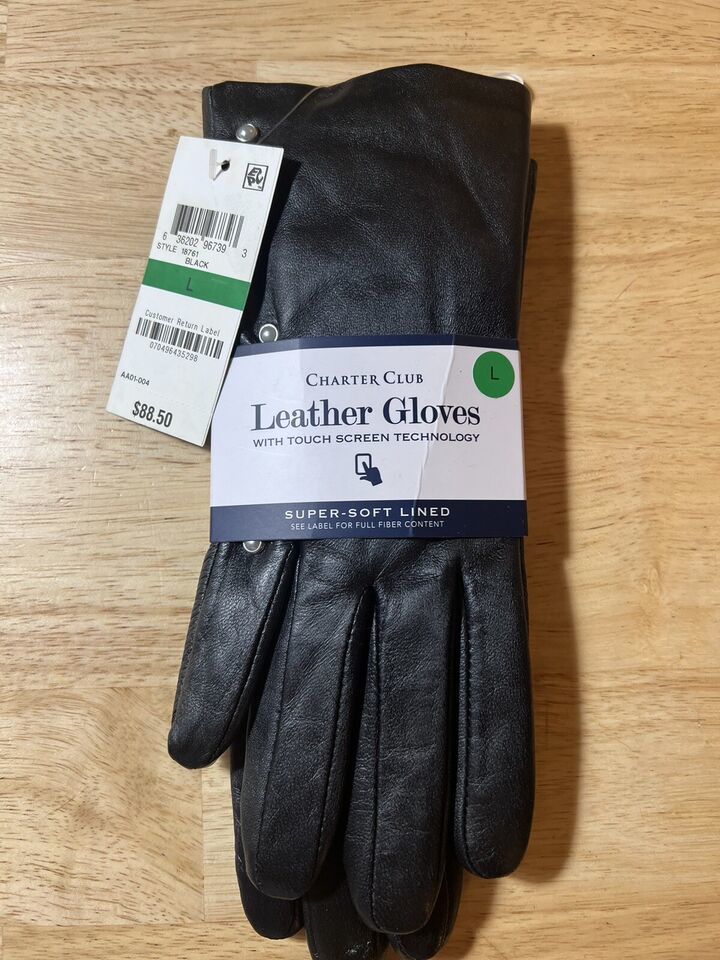 6 36202 96739 3
STYLE 18761
BLACK
L
Customer Return Label
070496435298
AA01-004
$88.50
CHARTER CLUB
L
Leather Gloves
WITH TOUCH SCREEN TECHNOLOGY
SUPER-SOFT LINED
SEE LABEL FOR FULL FIBER CONTENT